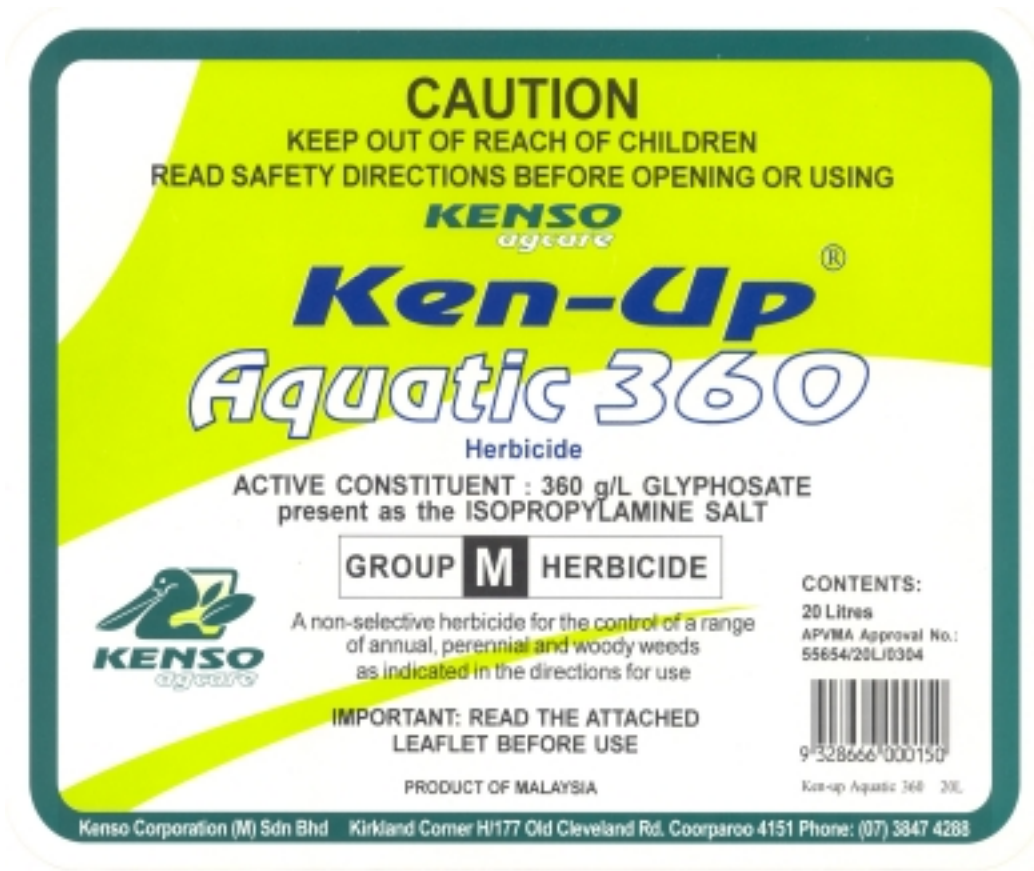 CAUTION
KEEP OUT OF REACH OF CHILDREN
READ SAFETY DIRECTIONS BEFORE OPENING OR USING
KENSO
agcare
Ken-Up®
Aquatic 360
Herbicide
ACTIVE CONSTITUENT : 360 g/L GLYPHOSATE
present as the ISOPROPYLAMINE SALT
GROUP M HERBICIDE
A non-selective herbicide for the control of a range
of annual, perennial and woody weeds
as indicated in the directions for use
IMPORTANT: READ THE ATTACHED
LEAFLET BEFORE USE
PRODUCT OF MALAYSIA
KENSO
agcare
CONTENTS:
20 Litres
APVMA Approval No.:
55654/20L/0304
9 328666 000150
Ken-up Aquatic 360 20L
Kenso Corporation (M) Sdn Bhd Kirkland Corner H/177 Old Cleveland Rd. Coorparoo 4151 Phone: (07) 3847 4288